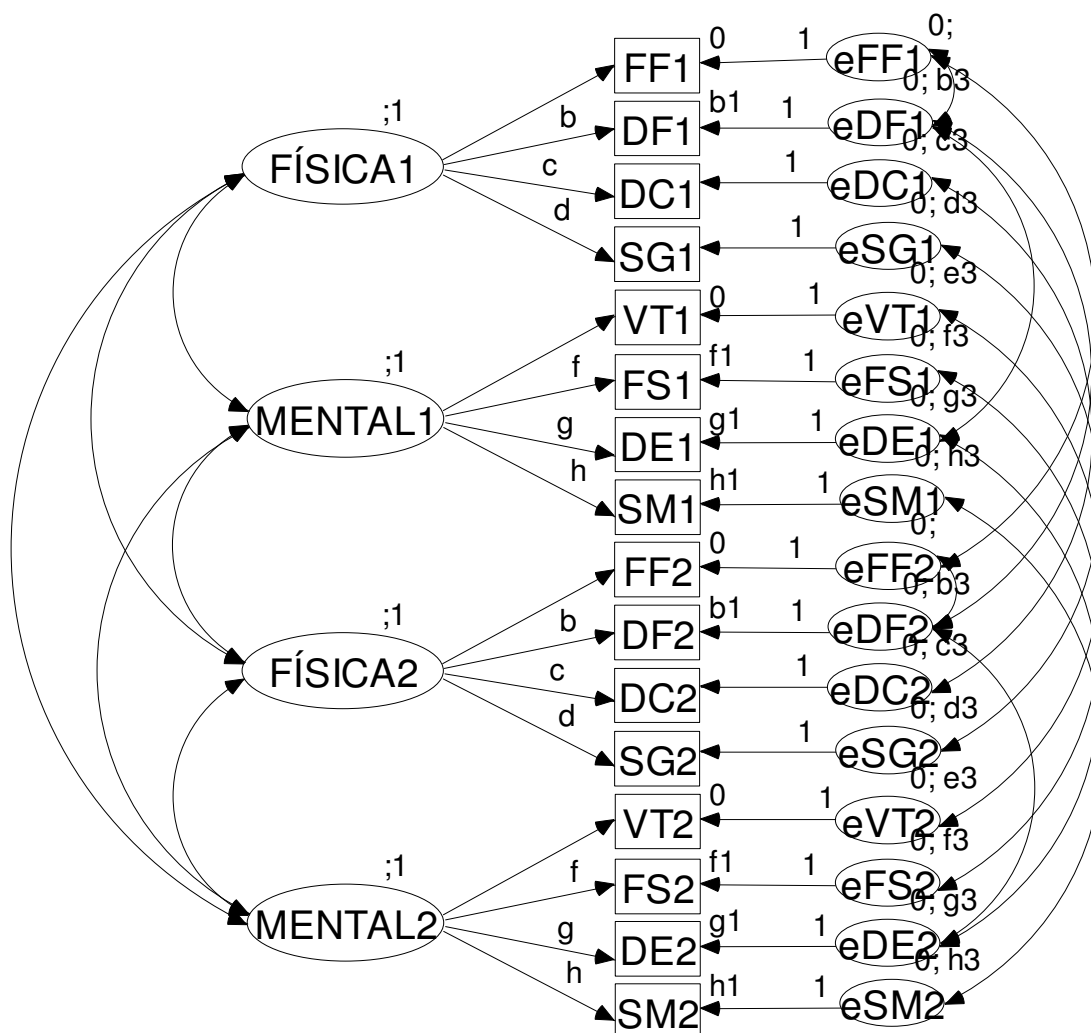 0;
FF1 0 1 eFF1
0; b3
;1 b DF1 b1 1 eDF1
0; c3
FÍSICA1 c DC1 1 eDC1
0; d3
d SG1 1 eSG1
0; e3
VT1 0 1 eVT1
0; f3
;1 f FS1 f1 1 eFS1
0; g3
MENTAL1 g DE1 g1 1 eDE1
0; h3
h SM1 h1 1 eSM1
0;
FF2 0 1 eFF2
0; b3
;1 b DF2 b1 1 eDF2
0; c3
FÍSICA2 c DC2 1 eDC2
0; d3
d SG2 1 eSG2
0; e3
VT2 0 1 eVT2
0; f3
;1 f FS2 f1 1 eFS2
0; g3
MENTAL2 g DE2 g1 1 eDE2
0; h3
h SM2 h1 1 eSM2